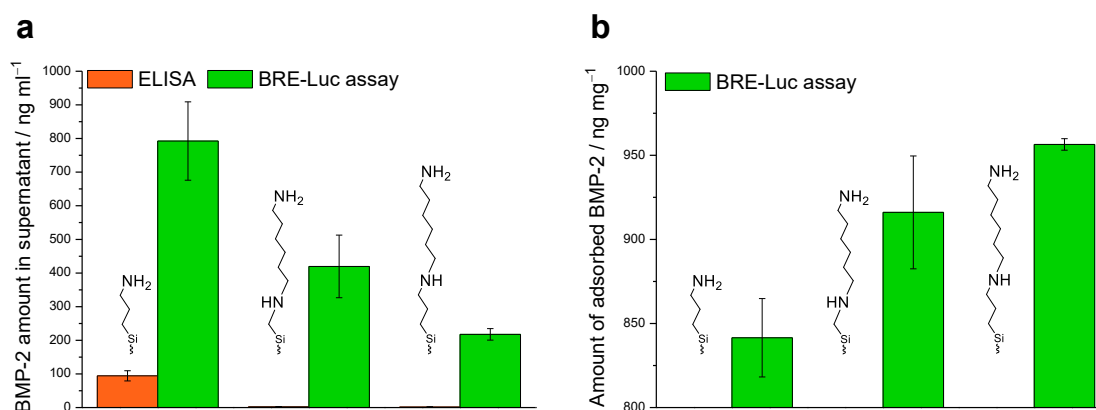 a
BMP-2 amount in supernatant / ng ml⁻¹
1000
900
800
700
600
500
400
300
200
100
0
ELISA
BRE-Luc assay
NH₂
Si
NH₂
HN
Si
NH₂
NH
Si
b
Amount of adsorbed BMP-2 / ng mg⁻¹
1000
950
900
850
800
BRE-Luc assay
NH₂
Si
NH₂
HN
Si
NH₂
NH
Si